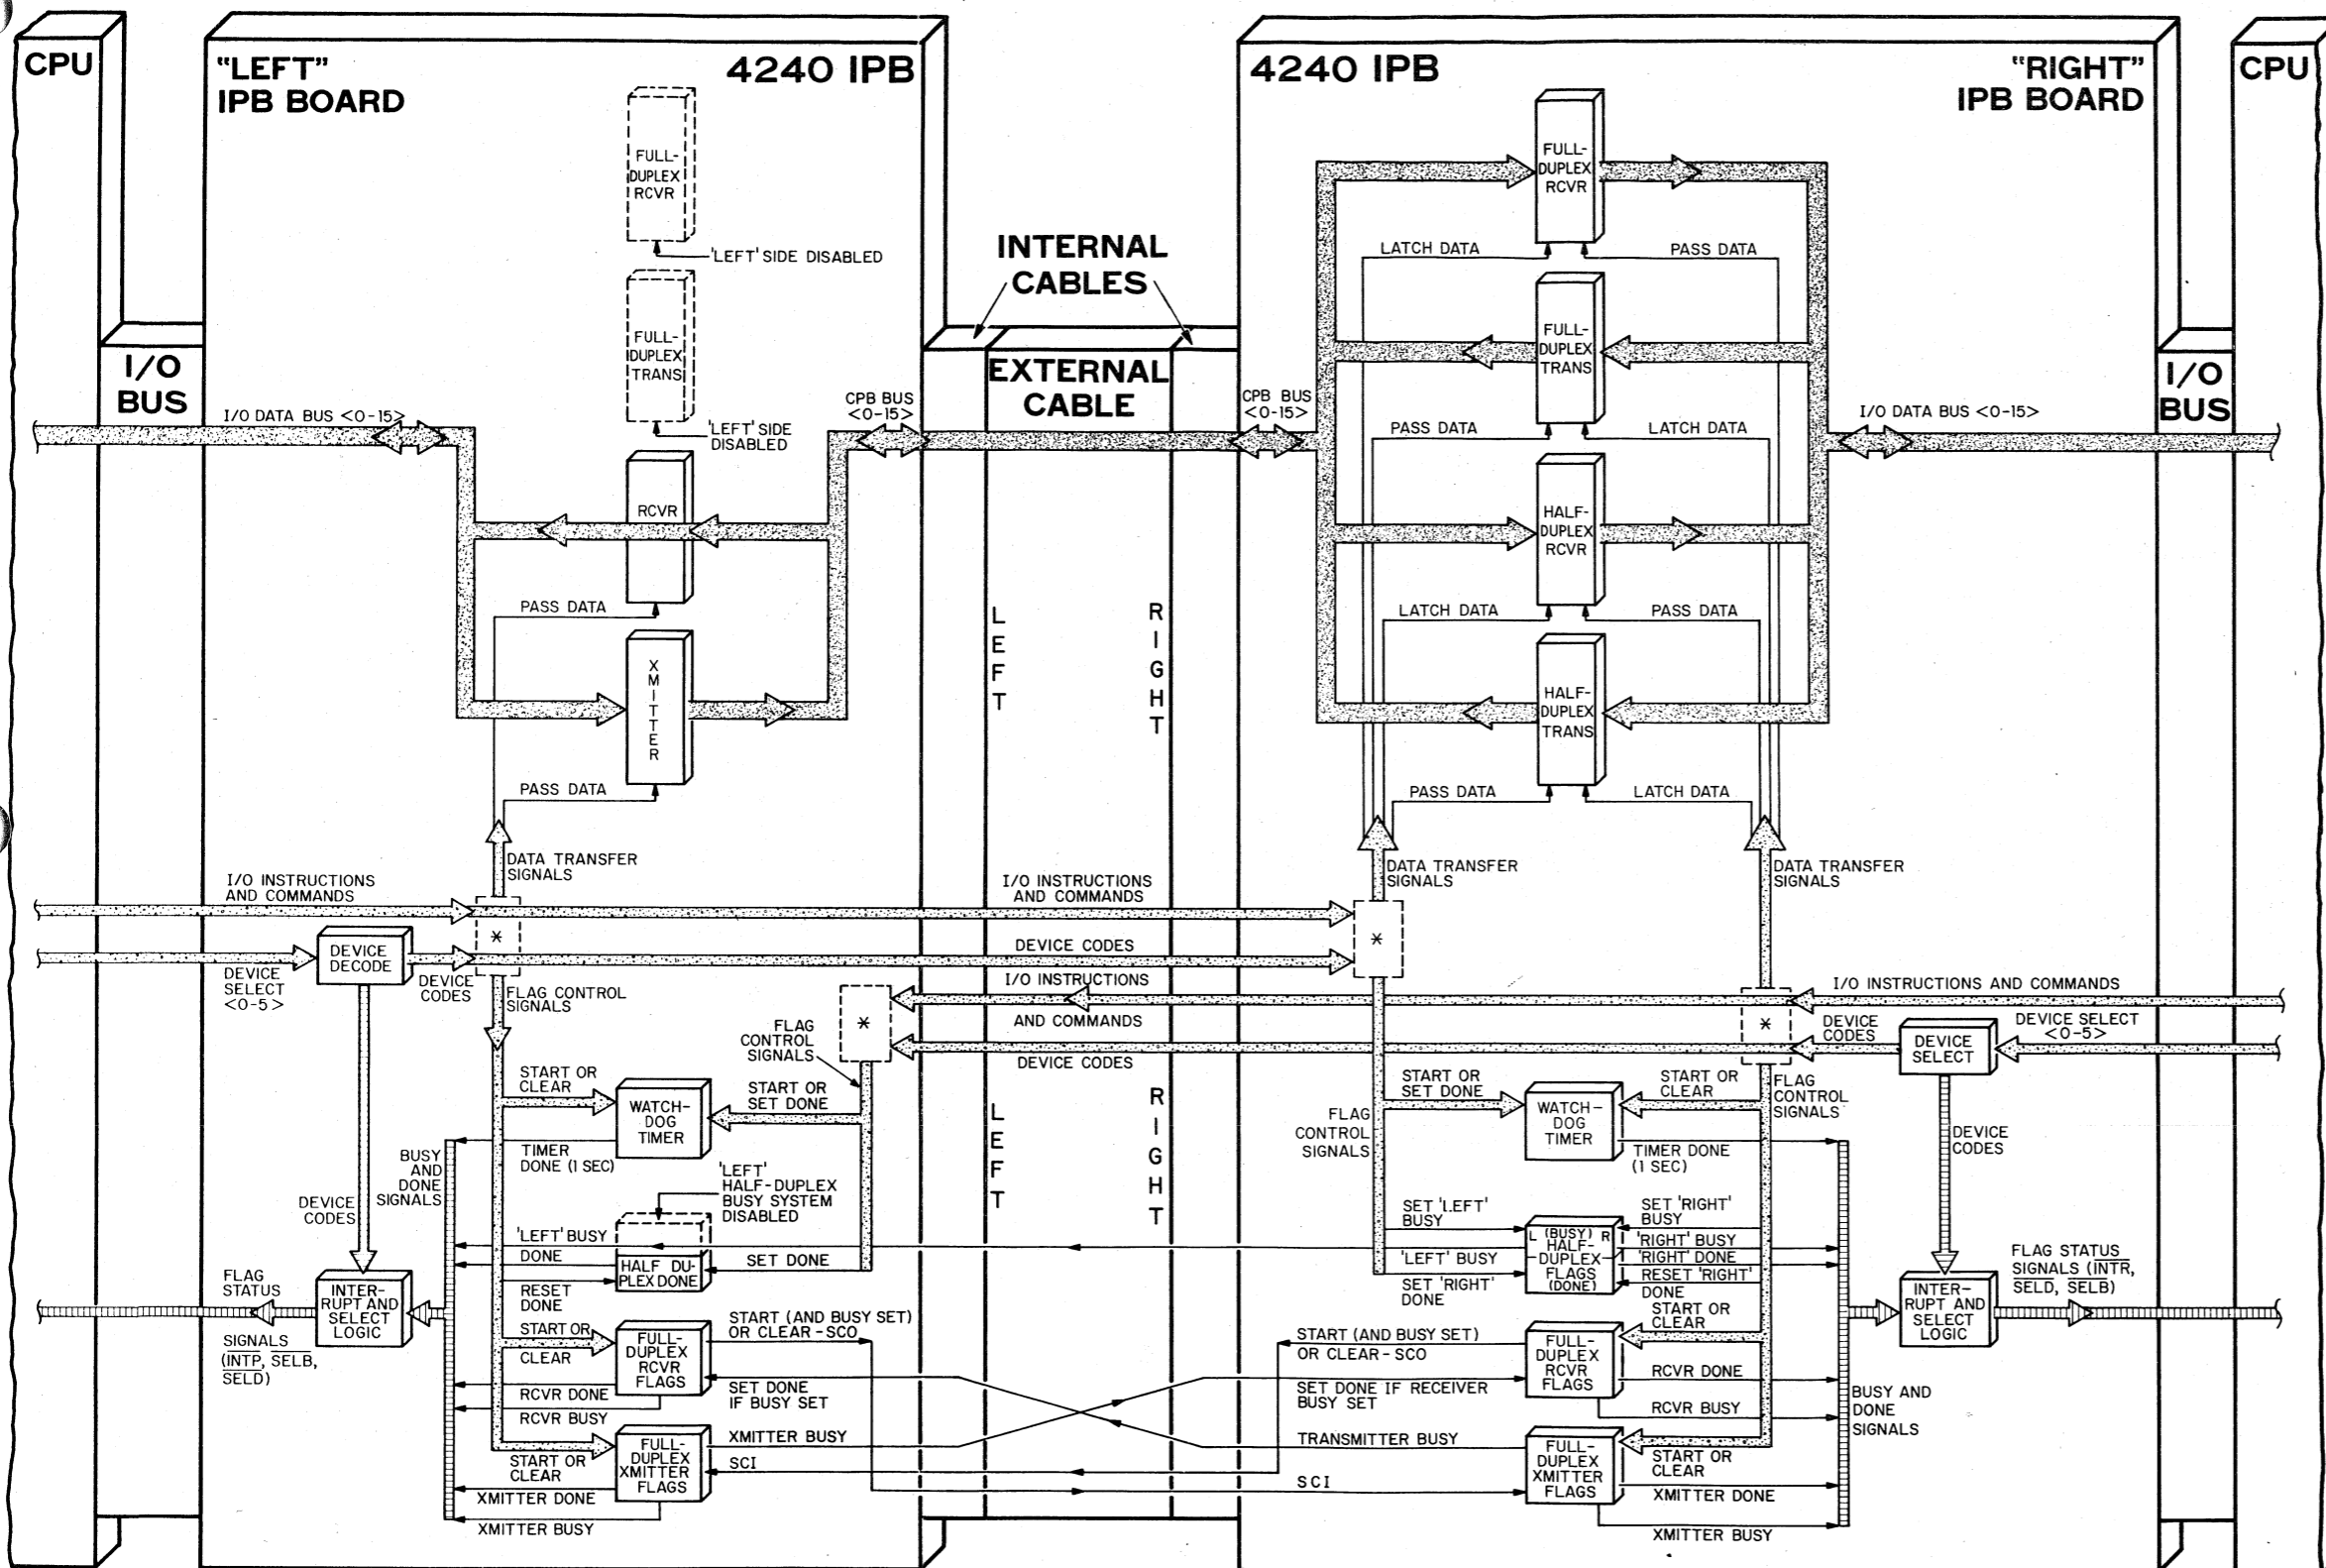 CPU
"LEFT"
IPB BOARD
4240 IPB
4240 IPB
"RIGHT"
IPB BOARD
CPU
FULL-
DUPLEX
RCVR
'LEFT' SIDE DISABLED
FULL-
DUPLEX
TRANS
'LEFT' SIDE
DISABLED
I/O
BUS
I/O DATA BUS <0-15>
CPB BUS
<0-15>
RCVR
PASS DATA
XMITTER
PASS DATA
DATA TRANSFER
SIGNALS
INTERNAL
CABLES
EXTERNAL
CABLE
LEFT
RIGHT
LEFT
RIGHT
CPB BUS
<0-15>
FULL-
DUPLEX
RCVR
LATCH DATA
PASS DATA
FULL-
DUPLEX
TRANS
PASS DATA
LATCH DATA
HALF-
DUPLEX
RCVR
LATCH DATA
PASS DATA
HALF-
DUPLEX
TRANS
PASS DATA
LATCH DATA
I/O DATA BUS <0-15>
I/O
BUS
DATA TRANSFER
SIGNALS
DATA TRANSFER
SIGNALS
I/O INSTRUCTIONS
AND COMMANDS
I/O INSTRUCTIONS
AND COMMANDS
*
*
DEVICE
DECODE
DEVICE
SELECT
<0-5>
DEVICE
CODES
DEVICE CODES
FLAG CONTROL
SIGNALS
I/O INSTRUCTIONS
AND COMMANDS
I/O INSTRUCTIONS AND COMMANDS
*
*
DEVICE CODES
DEVICE
CODES
DEVICE
SELECT
DEVICE SELECT
<0-5>
FLAG
CONTROL
SIGNALS
START OR
CLEAR
WATCH-
DOG
TIMER
START OR
SET DONE
TIMER
DONE (1 SEC)
BUSY
AND
DONE
SIGNALS
DEVICE
CODES
'LEFT'
HALF-DUPLEX
BUSY SYSTEM
DISABLED
'LEFT' BUSY
DONE
HALF DU-
PLEX DONE
SET DONE
RESET
DONE
FLAG
STATUS
SIGNALS
(INTP, SELB,
SELD)
INTER-
RUPT AND
SELECT
LOGIC
START OR
CLEAR
FULL-
DUPLEX
RCVR
FLAGS
START (AND BUSY SET)
OR CLEAR-SCO
RCVR DONE
RCVR BUSY
SET DONE
IF BUSY SET
START OR
CLEAR
FULL-
DUPLEX
XMITTER
FLAGS
XMITTER BUSY
SCI
XMITTER DONE
XMITTER BUSY
FLAG
CONTROL
SIGNALS
START OR
SET DONE
WATCH-
DOG
TIMER
START OR
CLEAR
FLAG
CONTROL
SIGNALS
TIMER DONE
(1 SEC)
DEVICE
CODES
SET 'LEFT'
BUSY
'LEFT' BUSY
SET 'RIGHT'
DONE
L (BUSY) R
HALF-
DUPLEX
FLAGS
(DONE)
SET 'RIGHT'
BUSY
'RIGHT' BUSY
'RIGHT' DONE
RESET 'RIGHT'
DONE
FLAG STATUS
SIGNALS (INTR,
SELD, SELB)
INTER-
RUPT AND
SELECT
LOGIC
START (AND BUSY SET)
OR CLEAR-SCO
FULL-
DUPLEX
RCVR
FLAGS
START OR
CLEAR
RCVR DONE
RCVR BUSY
SET DONE IF RECEIVER
BUSY SET
TRANSMITTER BUSY
SCI
FULL-
DUPLEX
XMITTER
FLAGS
START OR
CLEAR
XMITTER DONE
XMITTER BUSY
BUSY AND
DONE
SIGNALS